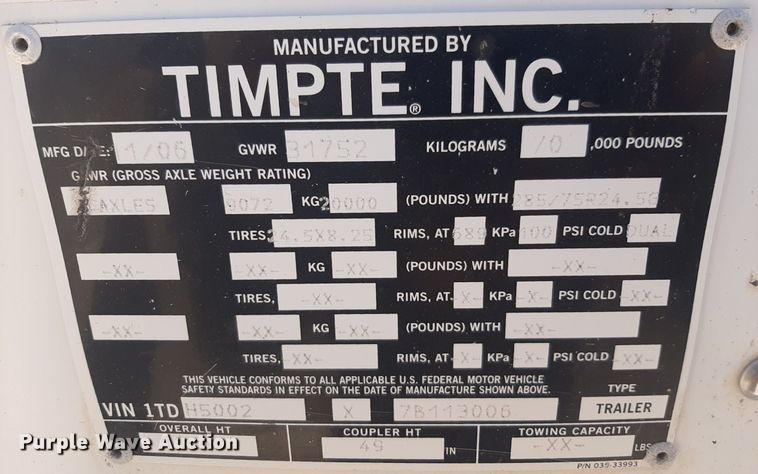 MANUFACTURED BY
TIMPTE® INC.
MFG DATE: 11/06 GVWR 31752 KILOGRAMS 70 ,000 POUNDS
GAWR (GROSS AXLE WEIGHT RATING)
9072 KG 20000 (POUNDS) WITH 285/75R24.5G
TIRES, 24.5X8.25 RIMS, AT 689 KPa 100 PSI COLD DUAL
-XX- -XX- KG -XX- (POUNDS) WITH -XX-
TIRES, -XX- RIMS, AT -X- KPa -X- PSI COLD -XX-
-XX- -XX- KG -XX- (POUNDS) WITH -XX-
TIRES, -XX- RIMS, AT -X- KPa -X- PSI COLD -XX-
THIS VEHICLE CONFORMS TO ALL APPLICABLE U.S. FEDERAL MOTOR VEHICLE
SAFETY STANDARDS IN EFFECT ON THE DATE OF MANUFACTURE SHOWN ABOVE. TYPE
VIN 1TD H5002 X 7B113006 TRAILER
OVERALL HT COUPLER HT TOWING CAPACITY
49 IN -XX- LBS
P/N 035-33993
Purple Wave Auction